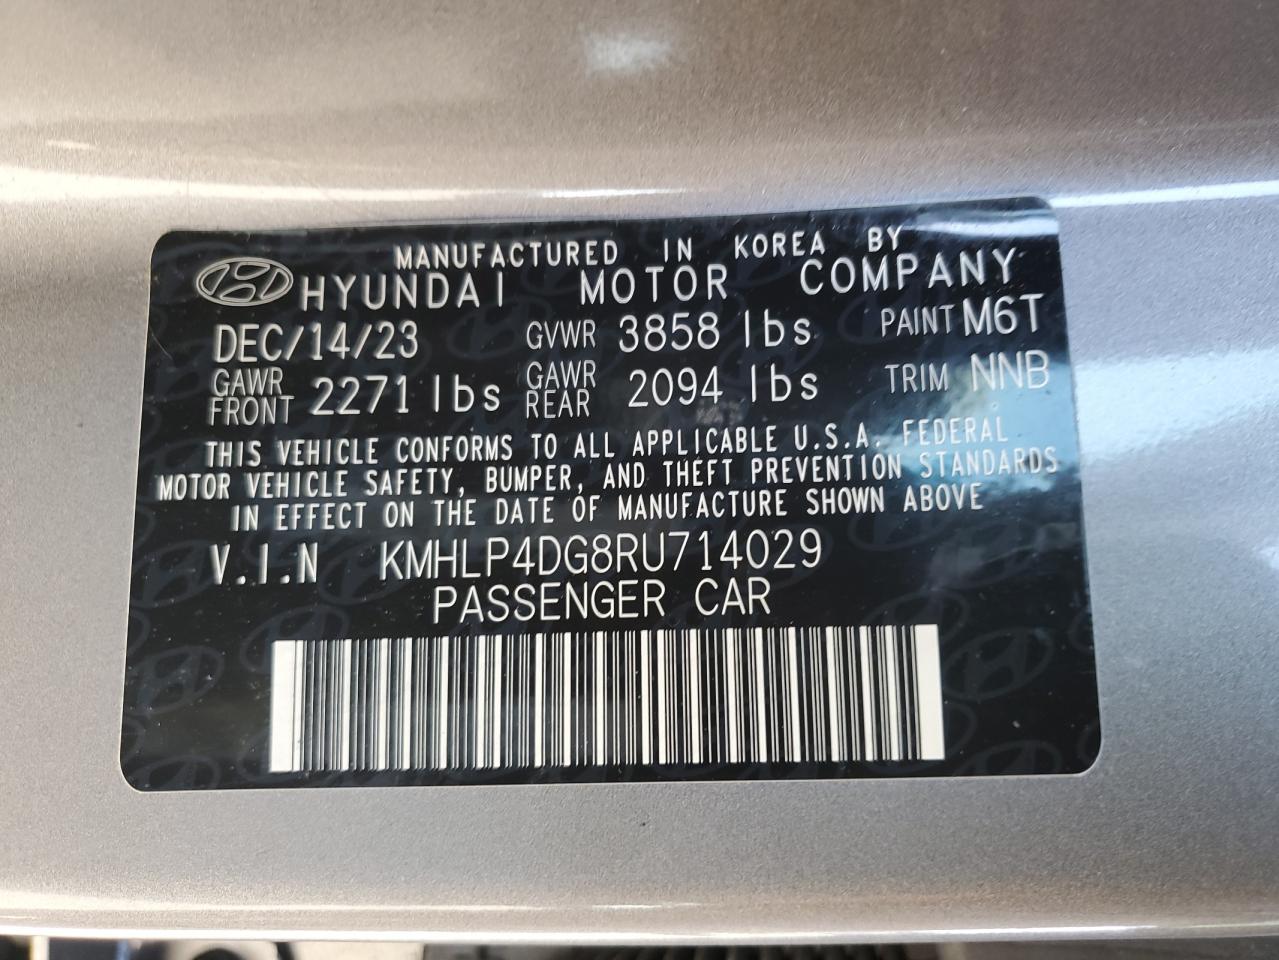 MANUFACTURED IN KOREA BY
HYUNDAI MOTOR COMPANY
DEC/14/23 GVWR 3858 lbs PAINT M6T
GAWR FRONT 2271 lbs GAWR REAR 2094 lbs TRIM NNB
THIS VEHICLE CONFORMS TO ALL APPLICABLE U.S.A. FEDERAL
MOTOR VEHICLE SAFETY, BUMPER, AND THEFT PREVENTION STANDARDS
IN EFFECT ON THE DATE OF MANUFACTURE SHOWN ABOVE
V.I.N KMHLP4DG8RU714029
PASSENGER CAR